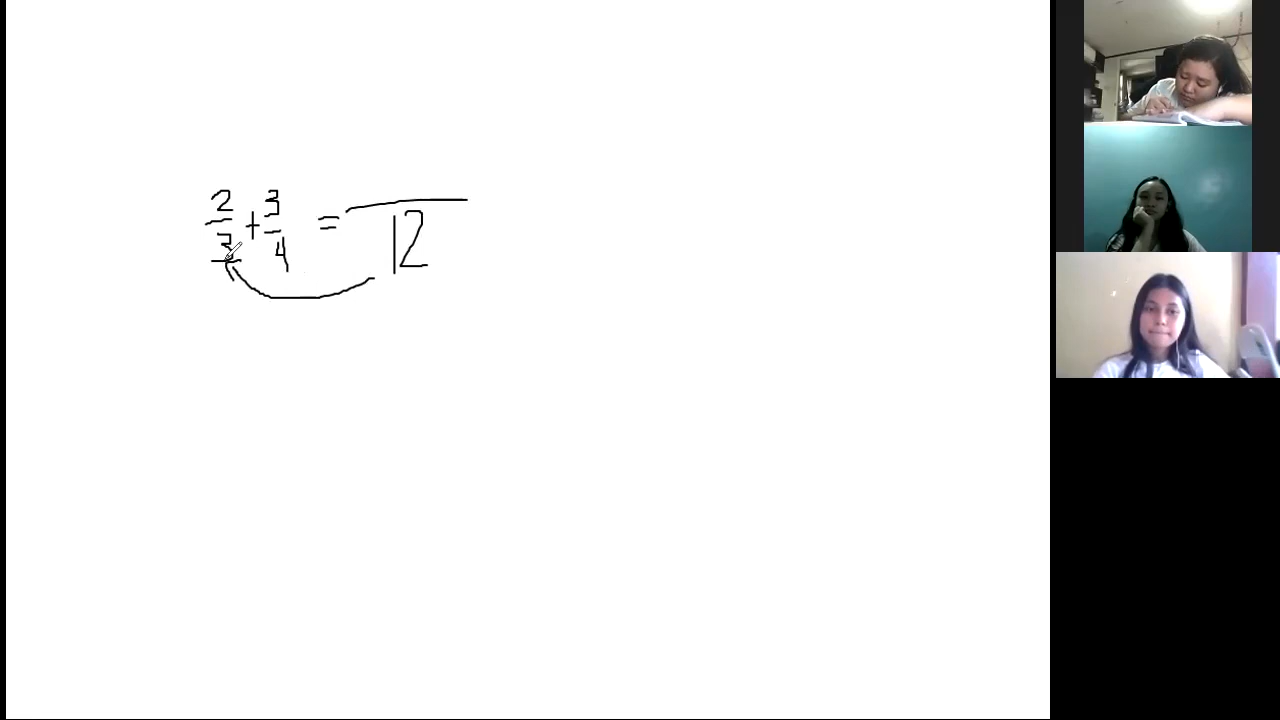 2/3 + 3/4 = /12